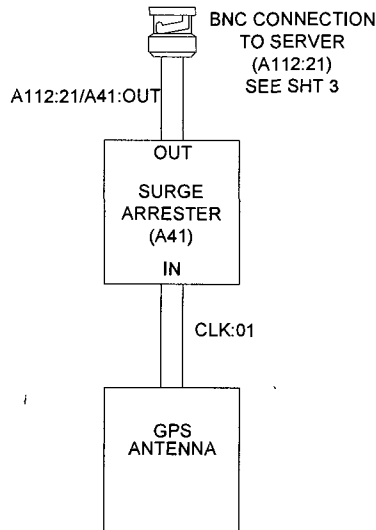 BNC CONNECTION
TO SERVER
(A112:21)
SEE SHT 3
A112:21/A41:OUT
OUT
SURGE
ARRESTER
(A41)
IN
CLK:01
GPS
ANTENNA